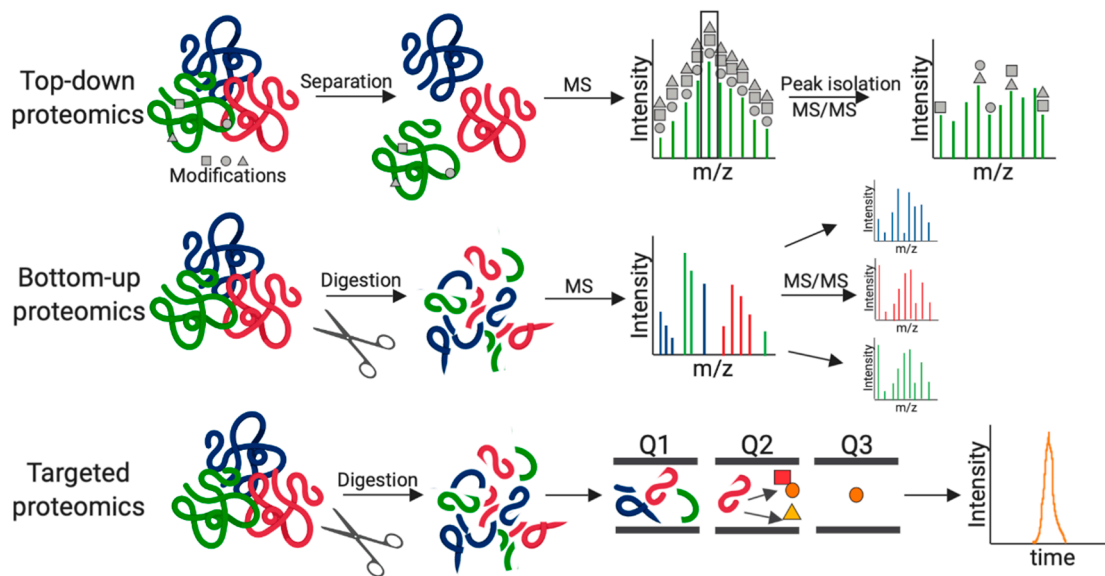 Top-down
proteomics
Modifications
Separation
MS
Intensity
m/z
Peak isolation
MS/MS
Intensity
m/z
Bottom-up
proteomics
Digestion
MS
Intensity
m/z
MS/MS
Intensity
m/z
Intensity
m/z
Intensity
m/z
Targeted
proteomics
Digestion
Q1
Q2
Q3
Intensity
time